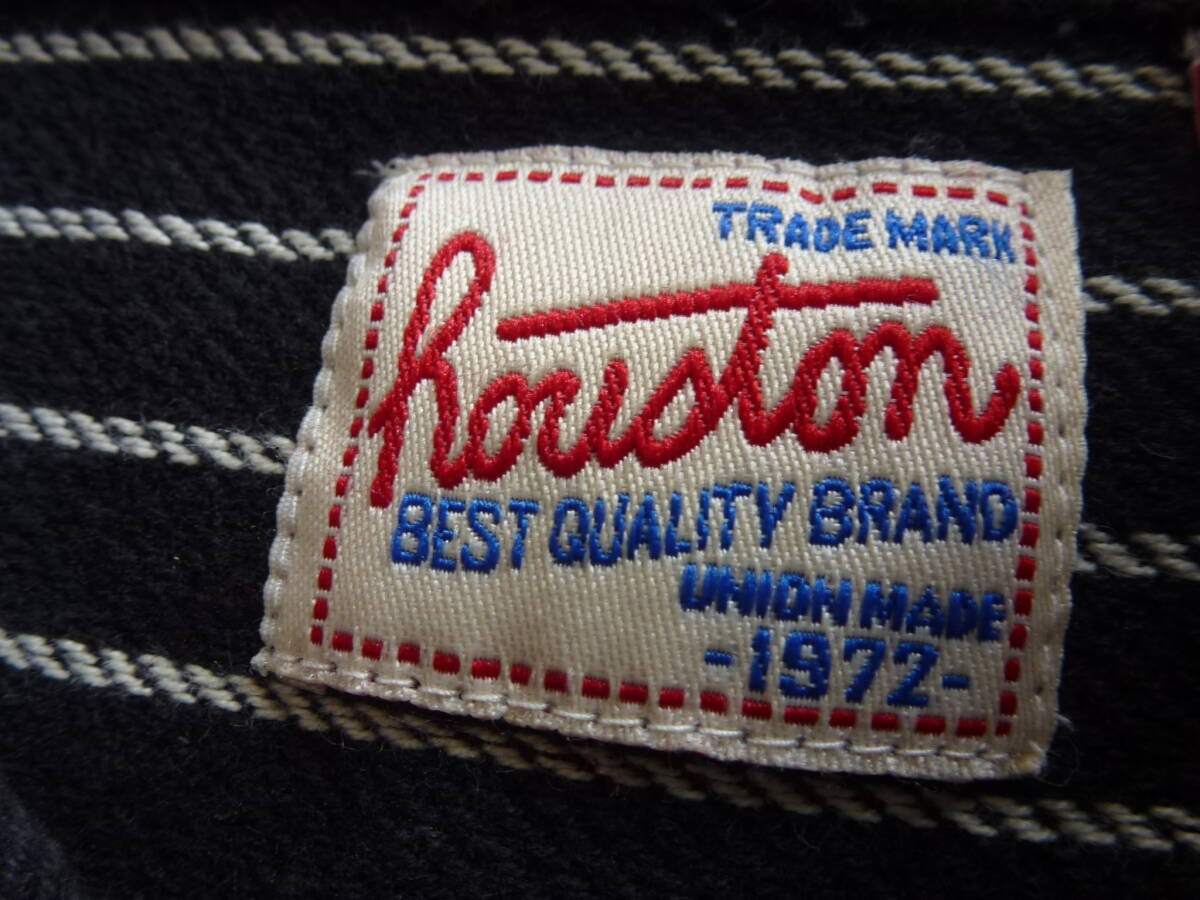 TRADE MARK
houston
BEST QUALITY BRAND
UNION MADE
-1972-